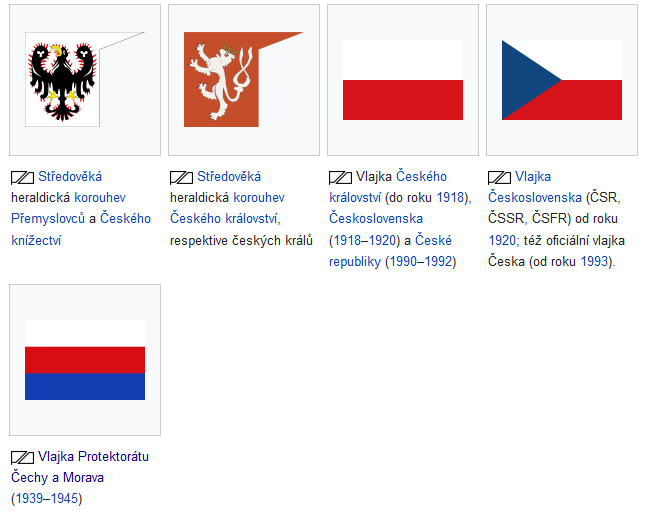 Středověká
heraldická korouhev
Přemyslovců a Českého
knížectví
Středověká
heraldická korouhev
Českého království,
respektive českých králů
Vlajka Českého
království (do roku 1918),
Československa
(1918–1920) a České
republiky (1990–1992)
Vlajka
Československa (ČSR,
ČSSR, ČSFR) od roku
1920; též oficiální vlajka
Česka (od roku 1993).
Vlajka Protektorátu
Čechy a Morava
(1939–1945)